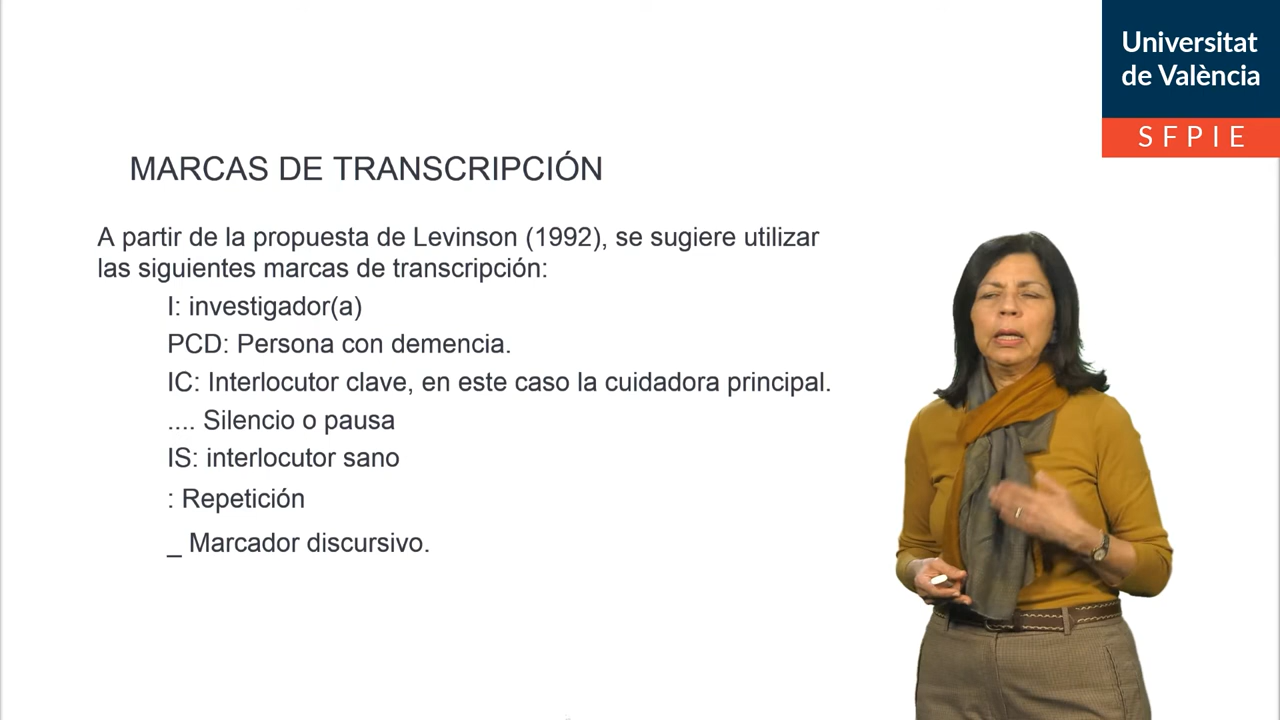 Universitat
de València
SFPIE
MARCAS DE TRANSCRIPCIÓN
A partir de la propuesta de Levinson (1992), se sugiere utilizar
las siguientes marcas de transcripción:
I: investigador(a)
PCD: Persona con demencia.
IC: Interlocutor clave, en este caso la cuidadora principal.
.... Silencio o pausa
IS: interlocutor sano
: Repetición
_ Marcador discursivo.